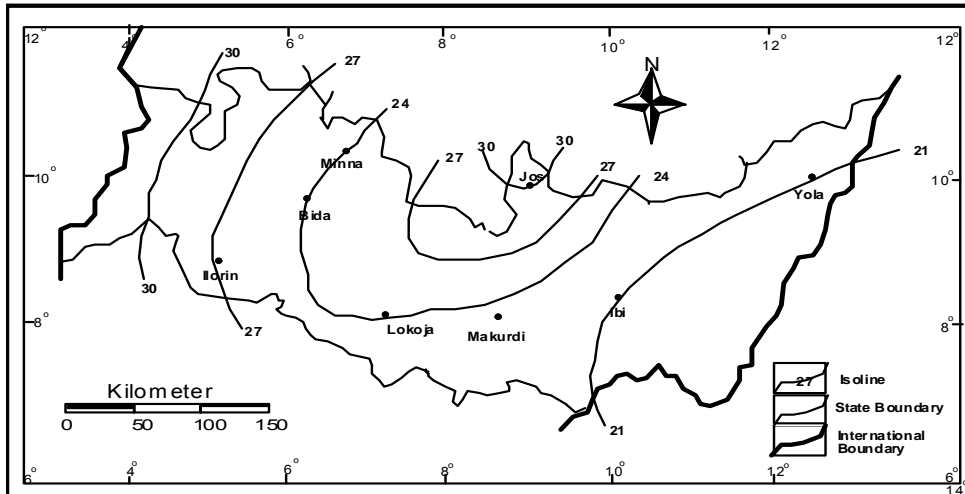 12° 4° 6° 8° 10° 12° 14°
N
30
27
24
30
30
27
27
24
21
Minna
Jos
10° 10°
Yola
Bida
Ilorin
30
Ibi
27
Lokoja
Makurdi
8° 8°
Kilometer
0 50 100 150
27 Isoline
State Boundary
International
Boundary
21
6° 4° 6° 8° 10° 12° 6°
14°